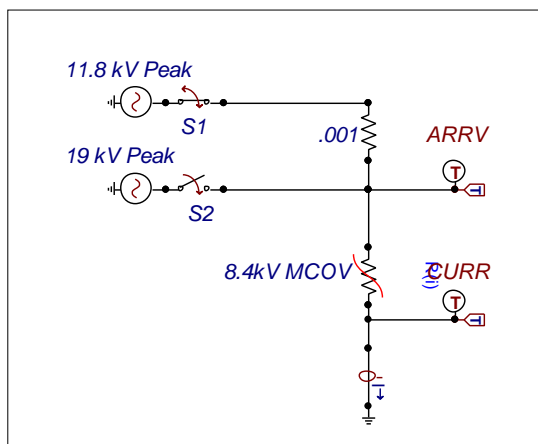 11.8 kV Peak
S1
.001
ARRV
T
T
19 kV Peak
S2
8.4kV MCOV
R(i)
CURR
T
T
I